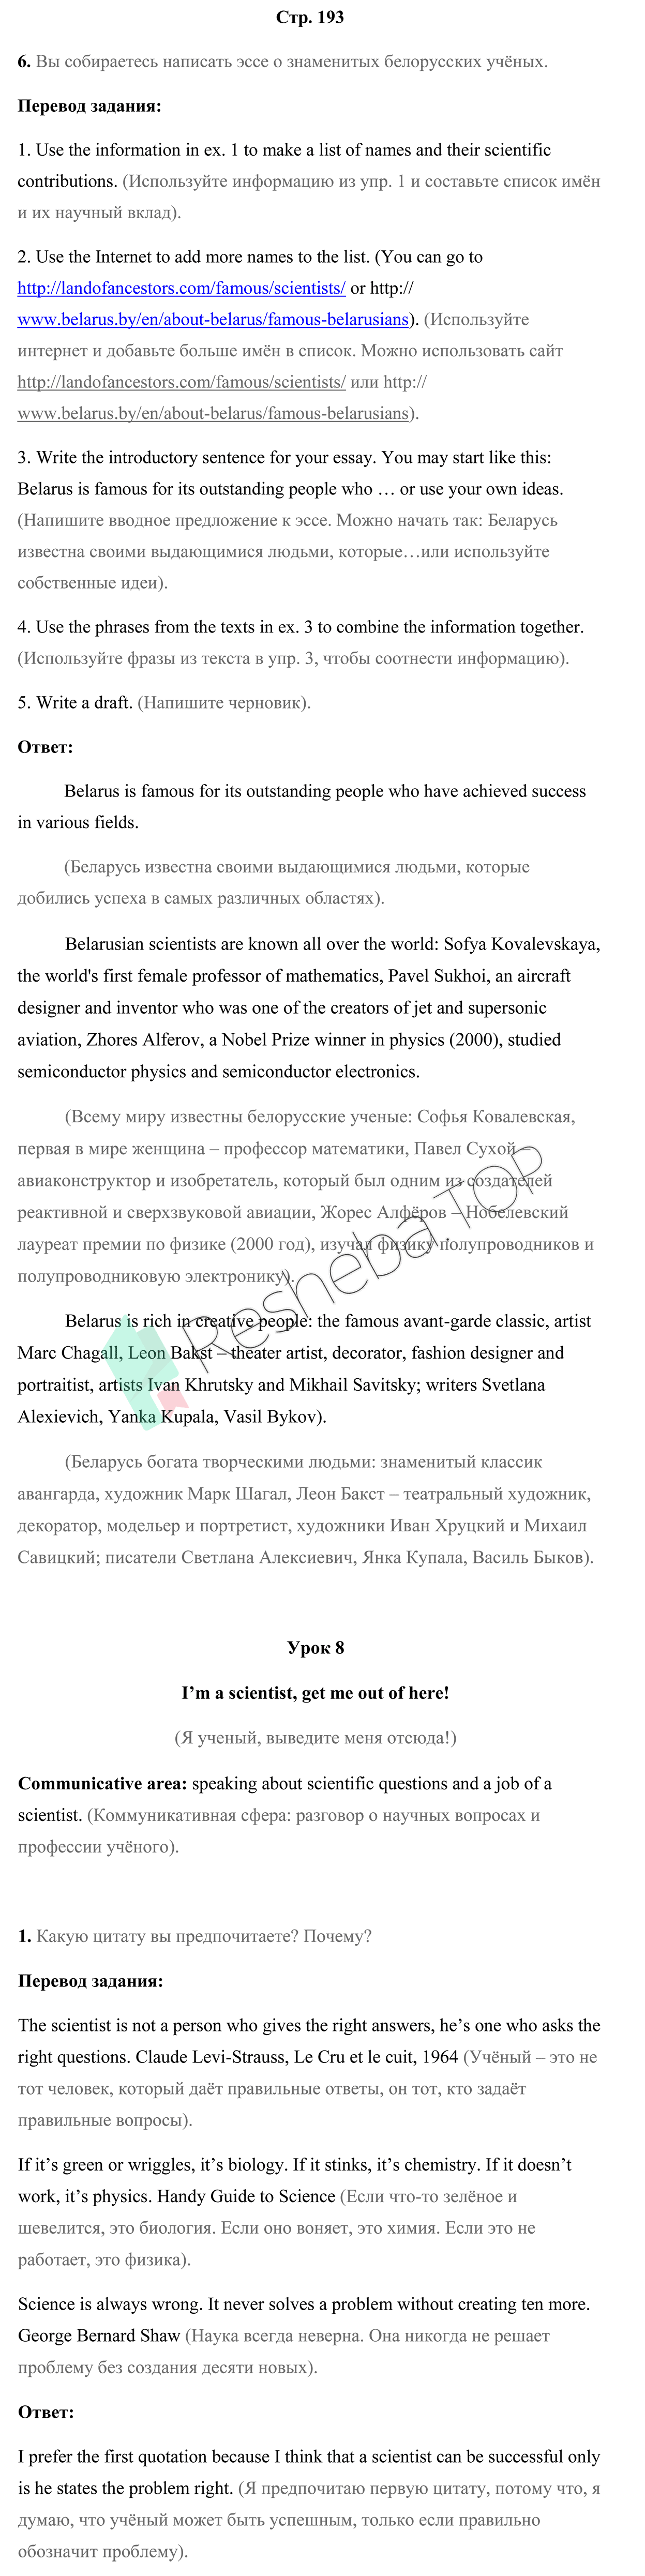 Стр. 193
6. Вы собираетесь написать эссе о знаменитых белорусских учёных.
Перевод задания:
1. Use the information in ex. 1 to make a list of names and their scientific
contributions. (Используйте информацию из упр. 1 и составьте список имён
и их научный вклад).
2. Use the Internet to add more names to the list. (You can go to
http://landofancestors.com/famous/scientists/ or http://
www.belarus.by/en/about-belarus/famous-belarusians). (Используйте
интернет и добавьте больше имён в список. Можно использовать сайт
http://landofancestors.com/famous/scientists/ или http://
www.belarus.by/en/about-belarus/famous-belarusians).
3. Write the introductory sentence for your essay. You may start like this:
Belarus is famous for its outstanding people who … or use your own ideas.
(Напишите вводное предложение к эссе. Можно начать так: Беларусь
известна своими выдающимися людьми, которые…или используйте
собственные идеи).
4. Use the phrases from the texts in ex. 3 to combine the information together.
(Используйте фразы из текста в упр. 3, чтобы соотнести информацию).
5. Write a draft. (Напишите черновик).
Ответ:
Belarus is famous for its outstanding people who have achieved success
in various fields.
(Беларусь известна своими выдающимися людьми, которые
добились успеха в самых различных областях).
Belarusian scientists are known all over the world: Sofya Kovalevskaya,
the world's first female professor of mathematics, Pavel Sukhoi, an aircraft
designer and inventor who was one of the creators of jet and supersonic
aviation, Zhores Alferov, a Nobel Prize winner in physics (2000), studied
semiconductor physics and semiconductor electronics.
(Всему миру известны белорусские ученые: Софья Ковалевская,
первая в мире женщина – профессор математики, Павел Сухой –
авиаконструктор и изобретатель, который был одним из создателей
реактивной и сверхзвуковой авиации, Жорес Алфёров – Нобелевский
лауреат премии по физике (2000 год), изучал физику полупроводников и
полупроводниковую электронику).
Resheba TOP
Belarus is rich in creative people: the famous avant-garde classic, artist
Marc Chagall, Leon Bakst – theater artist, decorator, fashion designer and
portraitist, artists Ivan Khrutsky and Mikhail Savitsky; writers Svetlana
Alexievich, Yanka Kupala, Vasil Bykov).
(Беларусь богата творческими людьми: знаменитый классик
авангарда, художник Марк Шагал, Леон Бакст – театральный художник,
декоратор, модельер и портретист, художники Иван Хруцкий и Михаил
Савицкий; писатели Светлана Алексиевич, Янка Купала, Василь Быков).
Урок 8
I’m a scientist, get me out of here!
(Я ученый, выведите меня отсюда!)
Communicative area: speaking about scientific questions and a job of a
scientist. (Коммуникативная сфера: разговор о научных вопросах и
профессии учёного).
1. Какую цитату вы предпочитаете? Почему?
Перевод задания:
The scientist is not a person who gives the right answers, he’s one who asks the
right questions. Claude Levi-Strauss, Le Cru et le cuit, 1964 (Учёный – это не
тот человек, который даёт правильные ответы, он тот, кто задаёт
правильные вопросы).
If it’s green or wriggles, it’s biology. If it stinks, it’s chemistry. If it doesn’t
work, it’s physics. Handy Guide to Science (Если что-то зелёное и
шевелится, это биология. Если оно воняет, это химия. Если это не
работает, это физика).
Science is always wrong. It never solves a problem without creating ten more.
George Bernard Shaw (Наука всегда неверна. Она никогда не решает
проблему без создания десяти новых).
Ответ:
I prefer the first quotation because I think that a scientist can be successful only
is he states the problem right. (Я предпочитаю первую цитату, потому что, я
думаю, что учёный может быть успешным, только если правильно
обозначит проблему).